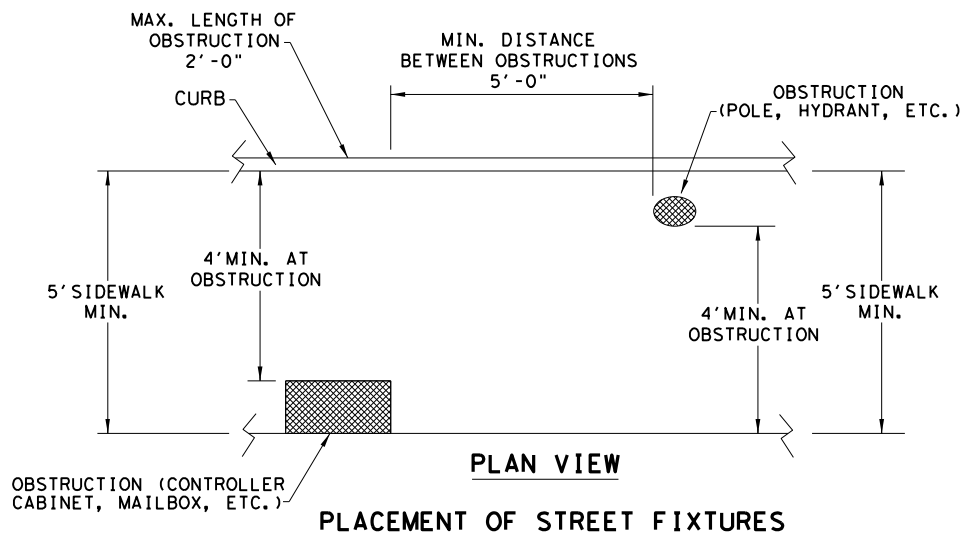 MAX. LENGTH OF
OBSTRUCTION
2'-0"
MIN. DISTANCE
BETWEEN OBSTRUCTIONS
5'-0"
CURB
OBSTRUCTION
(POLE, HYDRANT, ETC.)
4' MIN. AT
OBSTRUCTION
5' SIDEWALK
MIN.
4' MIN. AT
OBSTRUCTION
5' SIDEWALK
MIN.
OBSTRUCTION (CONTROLLER
CABINET, MAILBOX, ETC.)
PLAN VIEW
PLACEMENT OF STREET FIXTURES